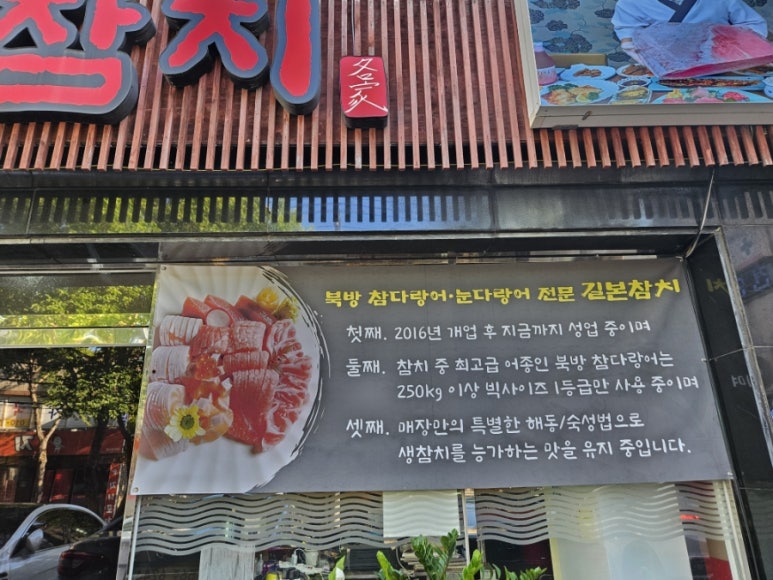 참치
名家
북방 참다랑어·눈다랑어 전문 길본참치
첫째. 2016년 개업 후 지금까지 성업 중이며
둘째. 참치 중 최고급 어종인 북방 참다랑어는
250kg 이상 빅사이즈 1등급만 사용 중이며
셋째. 매장만의 특별한 해동/숙성법으로
생참치를 능가하는 맛을 유지 중입니다.